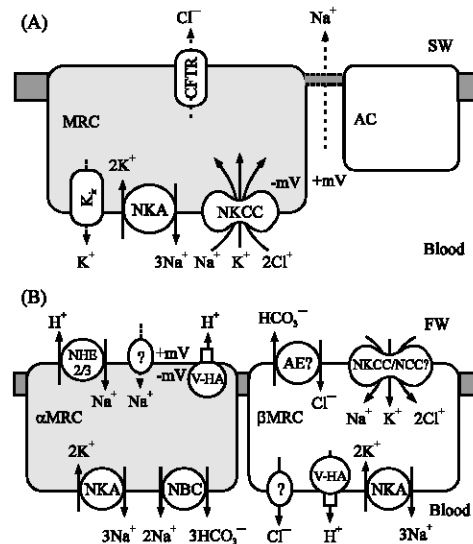 (A)
Cl⁻
Na⁺
SW
CFTR
MRC
AC
2K⁺
-mV
+mV
Kir
NKA
NKCC
K⁺
3Na⁺
Na⁺
K⁺
2Cl⁺
Blood
(B)
H⁺
H⁺
HCO₃⁻
FW
NHE
2/3
?
+mV
-mV
V-HA
AE?
NKCC/NCC?
Na⁺
Na⁺
Cl⁻
Na⁺
K⁺
2Cl⁺
αMRC
βMRC
2K⁺
NKA
NBC
?
V-HA
2K⁺
NKA
Blood
3Na⁺
2Na⁺
3HCO₃⁻
Cl⁻
H⁺
3Na⁺